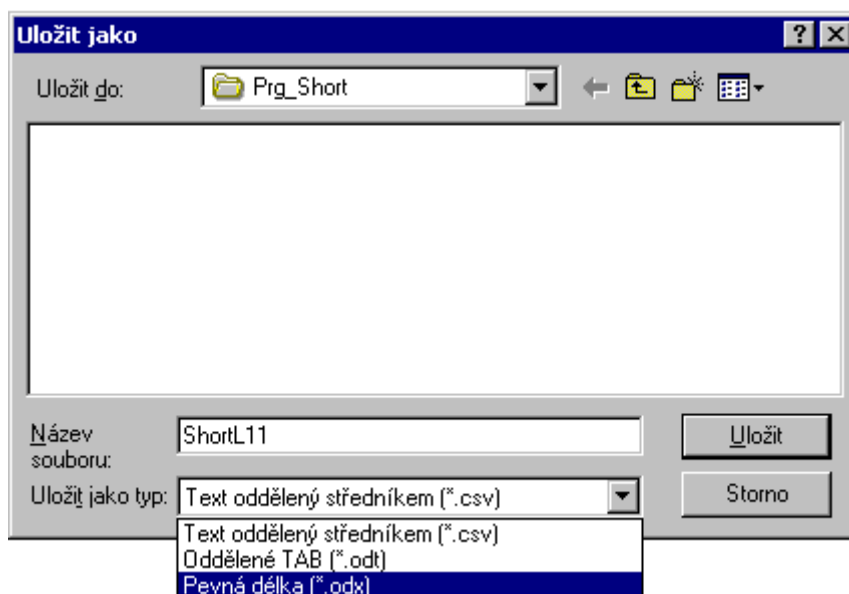 Uložit jako
Uložit do:
Prg_Short
Název
souboru:
ShortL11
Uložit
Uložit jako typ:
Text oddělený středníkem (*.csv)
Storno
Text oddělený středníkem (*.csv)
Oddělené TAB (*.odt)
Pevná délka (*.odx)